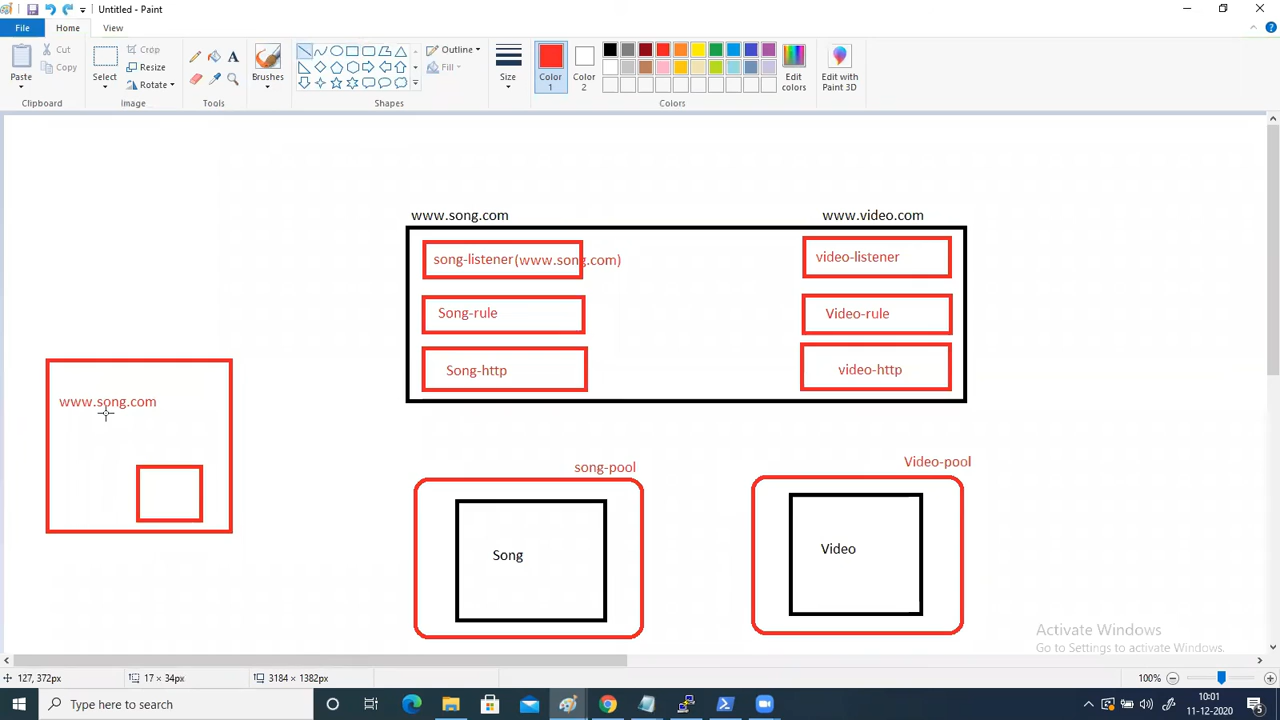 Untitled - Paint
File
Home
View
Paste
Cut
Copy
Clipboard
Select
Crop
Resize
Rotate
Image
Tools
Brushes
Outline
Fill
Shapes
Size
Color
1
Color
2
Edit
colors
Colors
Edit with
Paint 3D
www.song.com
www.video.com
song-listener(www.song.com)
video-listener
Song-rule
Video-rule
Song-http
video-http
www.song.com
song-pool
Video-pool
Song
Video
Activate Windows
Go to Settings to activate Windows.
127, 372px
17 × 34px
3184 × 1382px
100%
Type here to search
10:01
11-12-2020